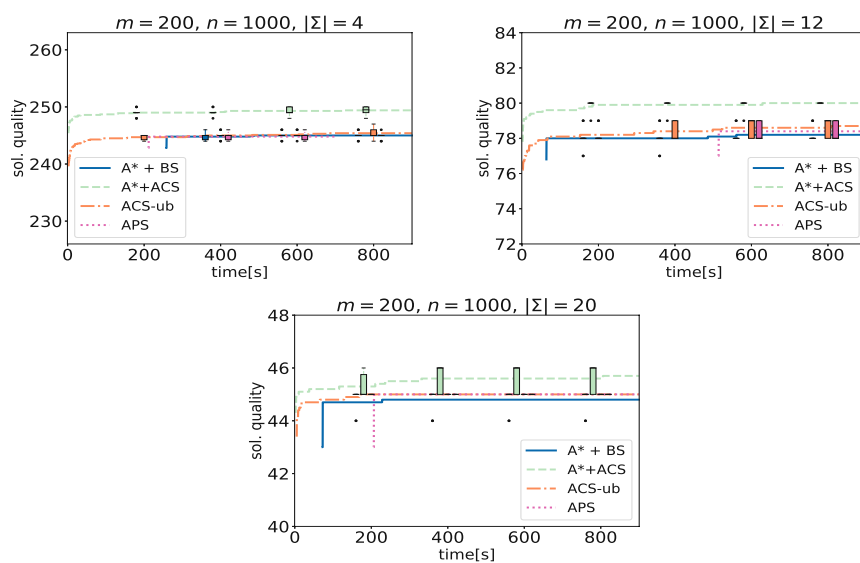 m = 200, n = 1000, |Σ| = 4
sol. quality
260
250
240
230
0
200
400
600
800
time[s]
A* + BS
A*+ACS
ACS-ub
APS
m = 200, n = 1000, |Σ| = 12
sol. quality
84
82
80
78
76
74
72
0
200
400
600
800
time[s]
A* + BS
A*+ACS
ACS-ub
APS
m = 200, n = 1000, |Σ| = 20
sol. quality
48
46
44
42
40
0
200
400
600
800
time[s]
A* + BS
A*+ACS
ACS-ub
APS